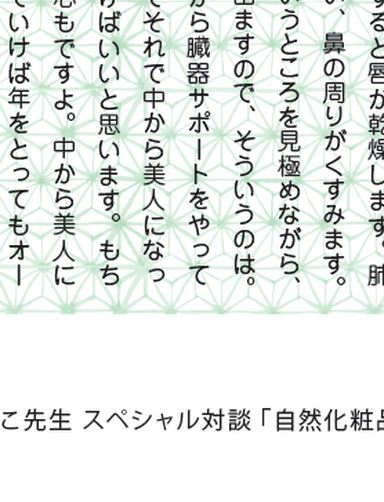 ると唇が乾燥します。肺
、鼻の周りがくすみます。
いうところを見極めながら、
ますので、そういうのは。
から臓器サポートをやって
それで中から美人になっ
ばいいと思います。もち
もですよ。中から美人に
ていけば年をとってもオー
こ先生 スペシャル対談「自然化粧品